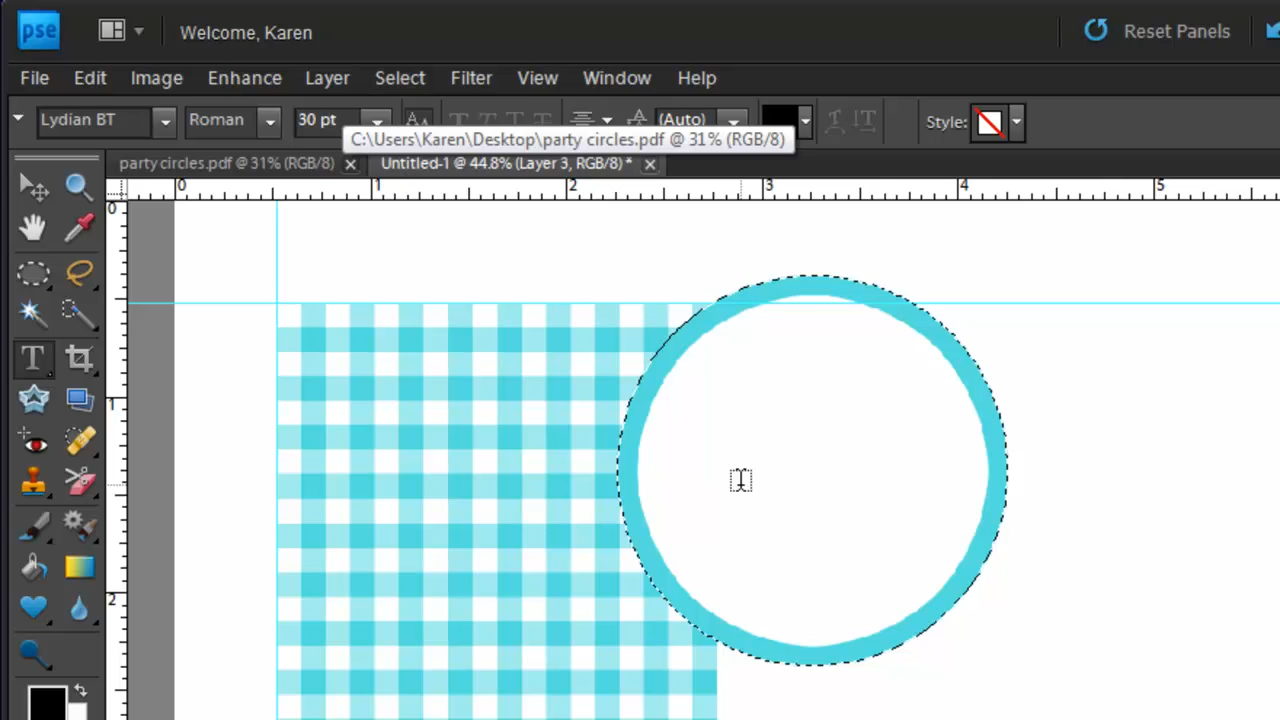 pse Welcome, Karen Reset Panels
File Edit Image Enhance Layer Select Filter View Window Help
Lydian BT Roman 30 pt (Auto) Style:
C:\Users\Karen\Desktop\party circles.pdf @ 31% (RGB/8)
party circles.pdf @ 31% (RGB/8) Untitled-1 @ 44.8% (Layer 3, RGB/8) *
0 1 2 3 4 5
0
1
2